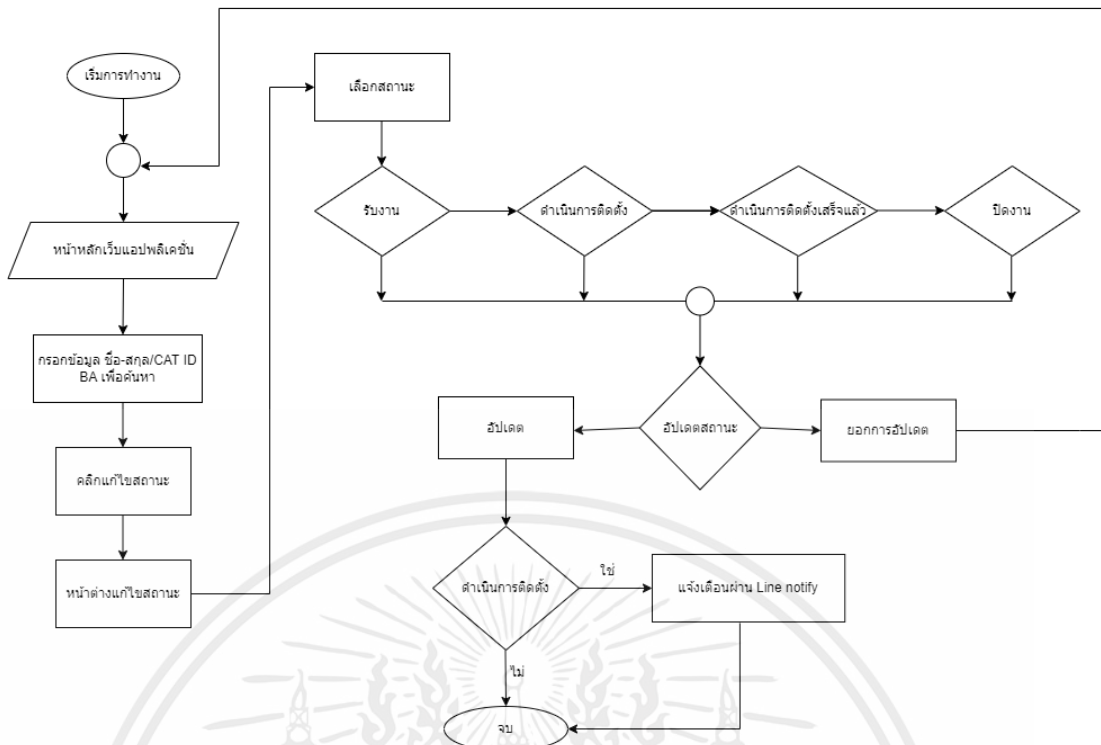 เริ่มการทำงาน
หน้าหลักเว็บแอปพลิเคชั่น
กรอกข้อมูล ชื่อ-สกุล/CAT ID
BA เพื่อค้นหา
คลิกแก้ไขสถานะ
หน้าต่างแก้ไขสถานะ
เลือกสถานะ
รับงาน
ดำเนินการติดตั้ง
ดำเนินการติดตั้งเสร็จแล้ว
ปิดงาน
อัปเดตสถานะ
อัปเดต
ยอกการอัปเดต
ดำเนินการติดตั้ง
ใช่
แจ้งเตือนผ่าน Line notify
ไม่
จบ